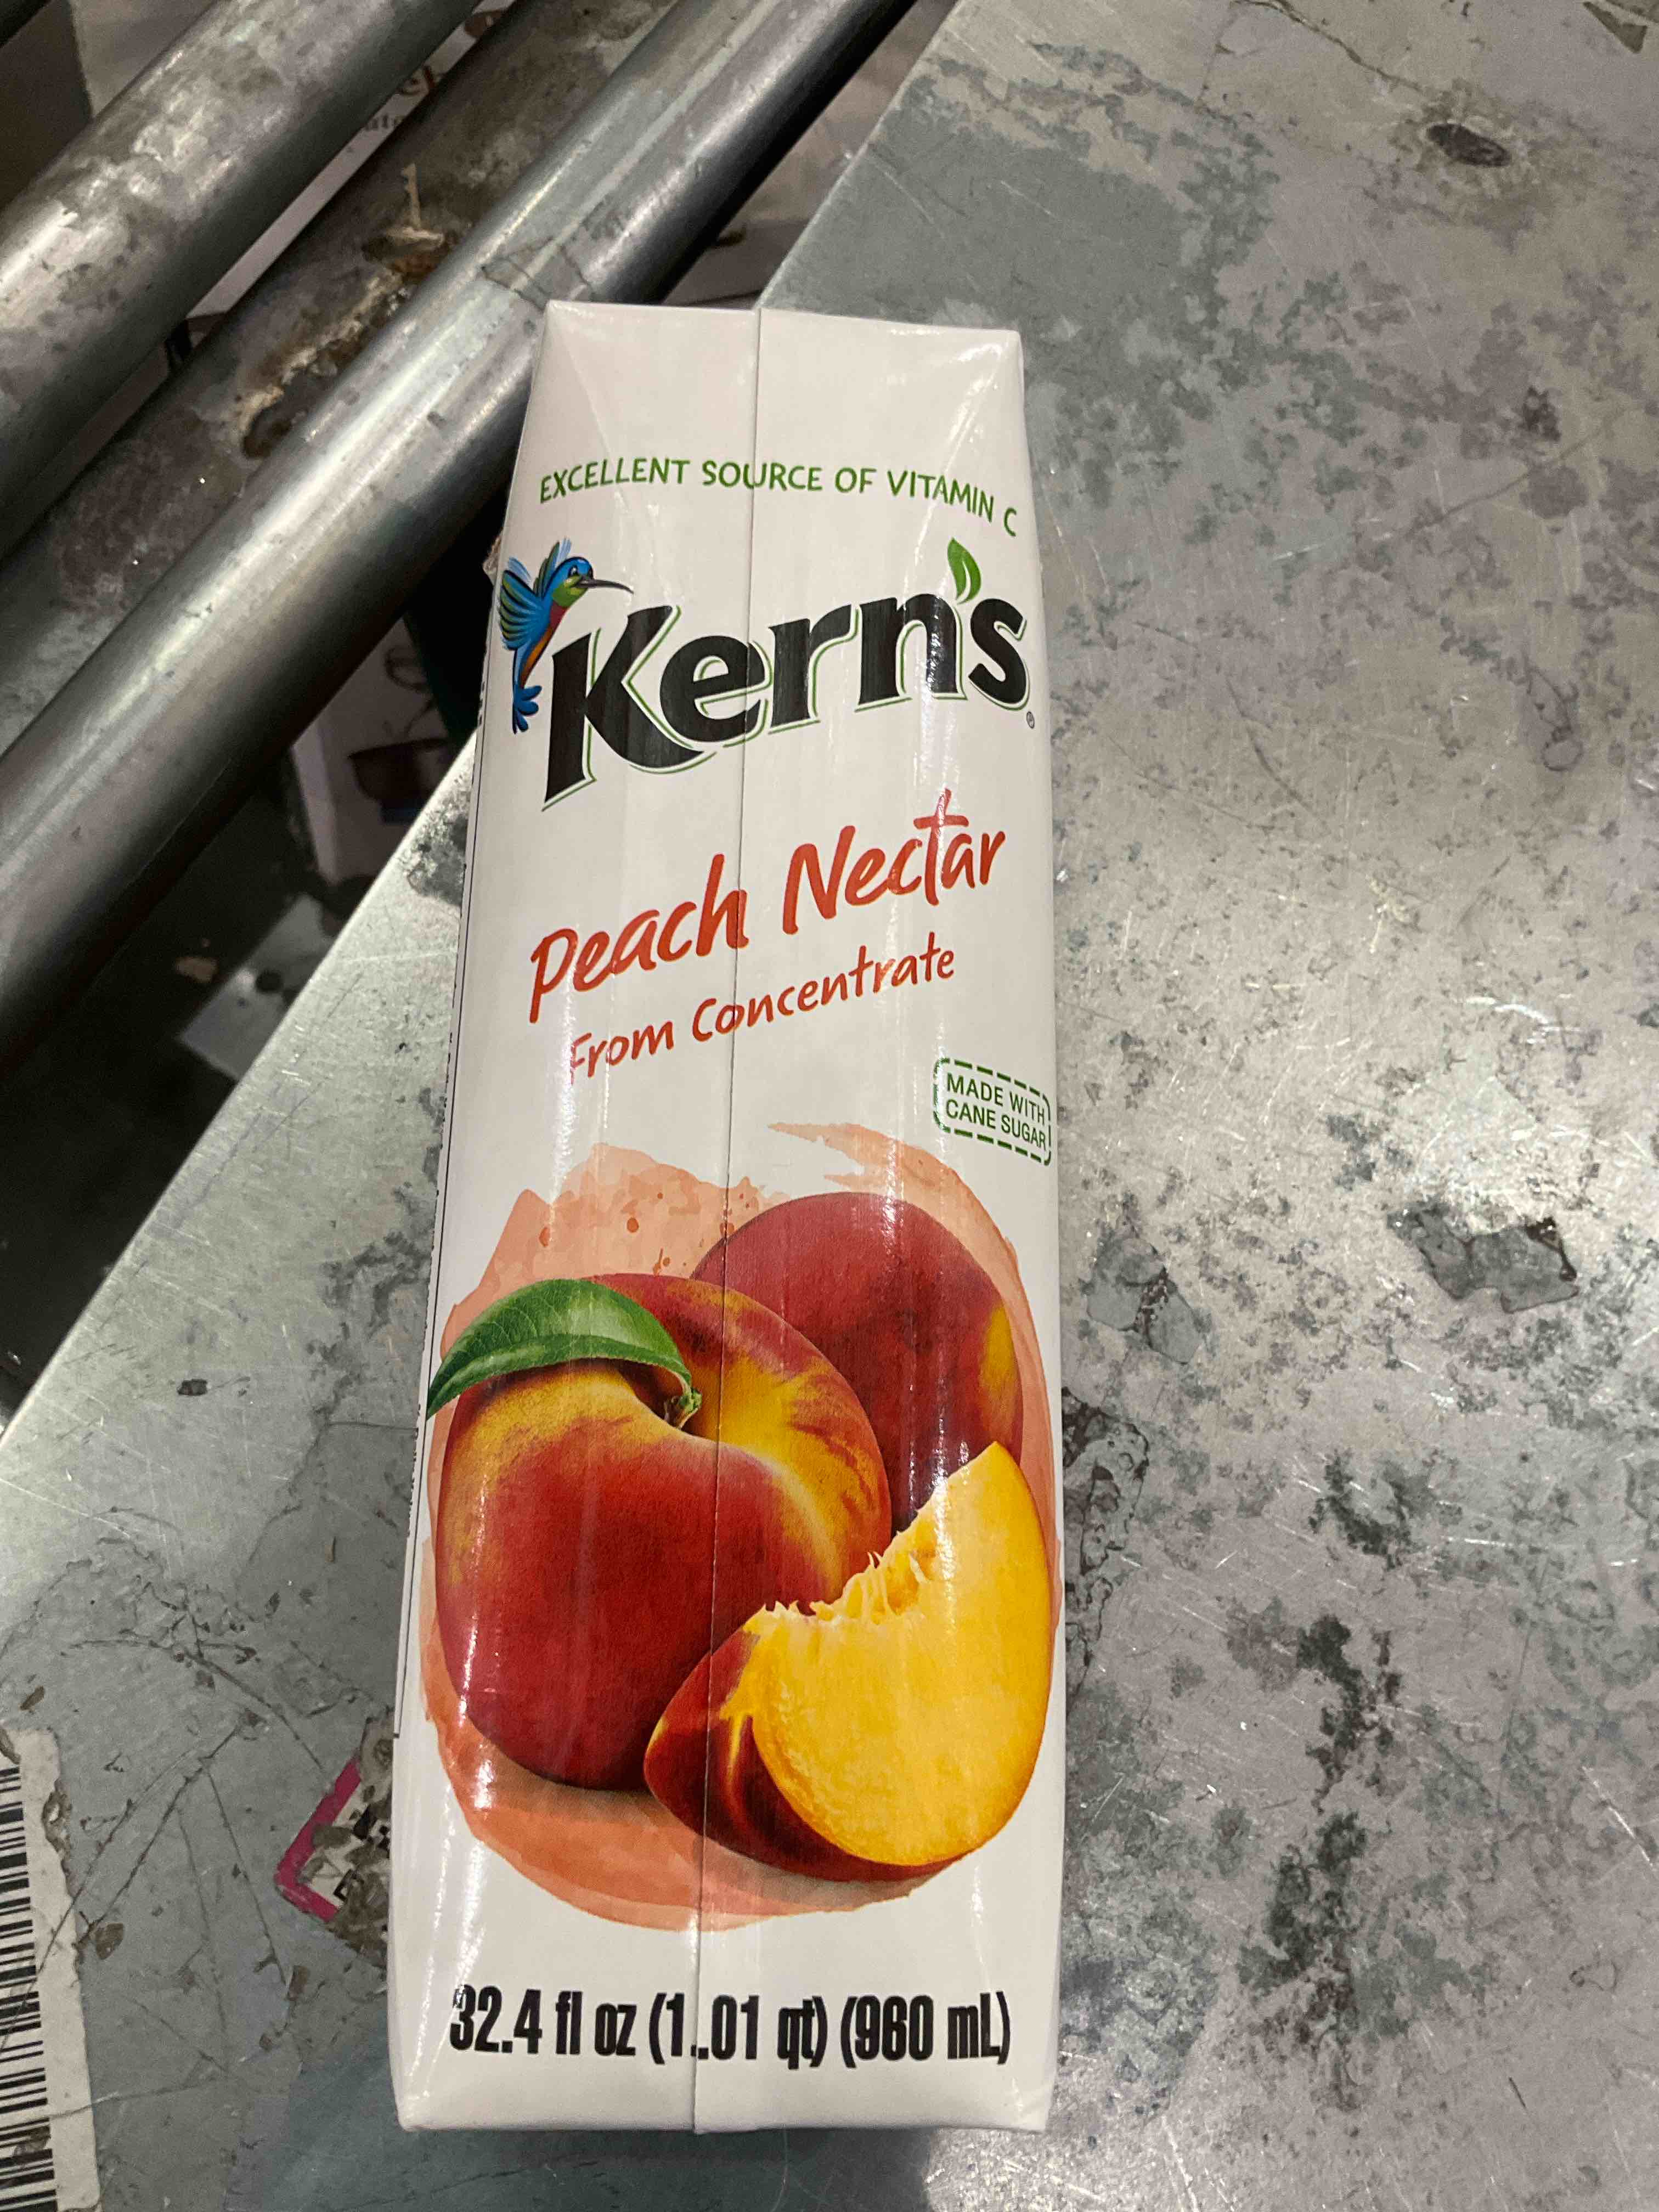 EXCELLENT SOURCE OF VITAMIN C
Kern's®
Peach Nectar
From Concentrate
MADE WITH
CANE SUGAR
32.4 fl oz (1.01 qt) (960 mL)